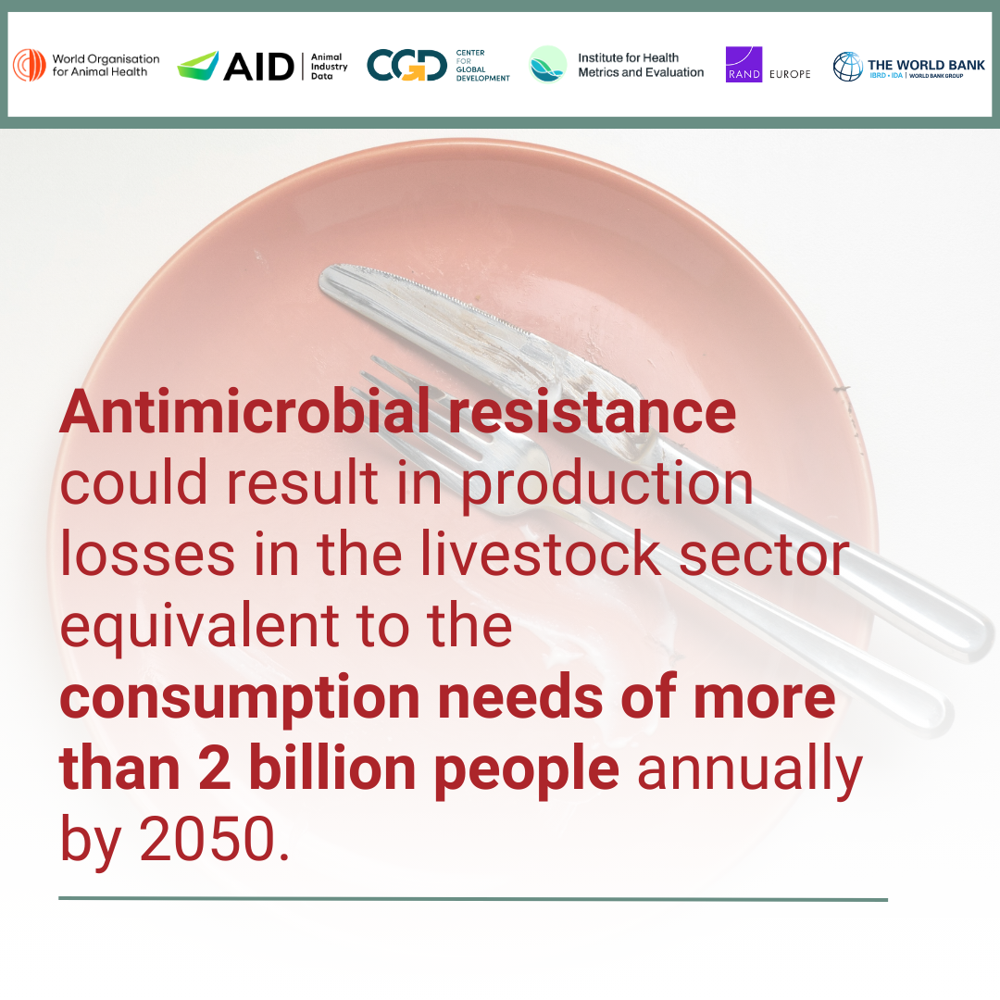 World Organisation
for Animal Health
AID
Animal
Industry
Data
CGD
CENTER
FOR
GLOBAL
DEVELOPMENT
Institute for Health
Metrics and Evaluation
RAND
EUROPE
THE WORLD BANK
IBRD • IDA | WORLD BANK GROUP
Antimicrobial resistance
could result in production
losses in the livestock sector
equivalent to the
consumption needs of more
than 2 billion people annually
by 2050.